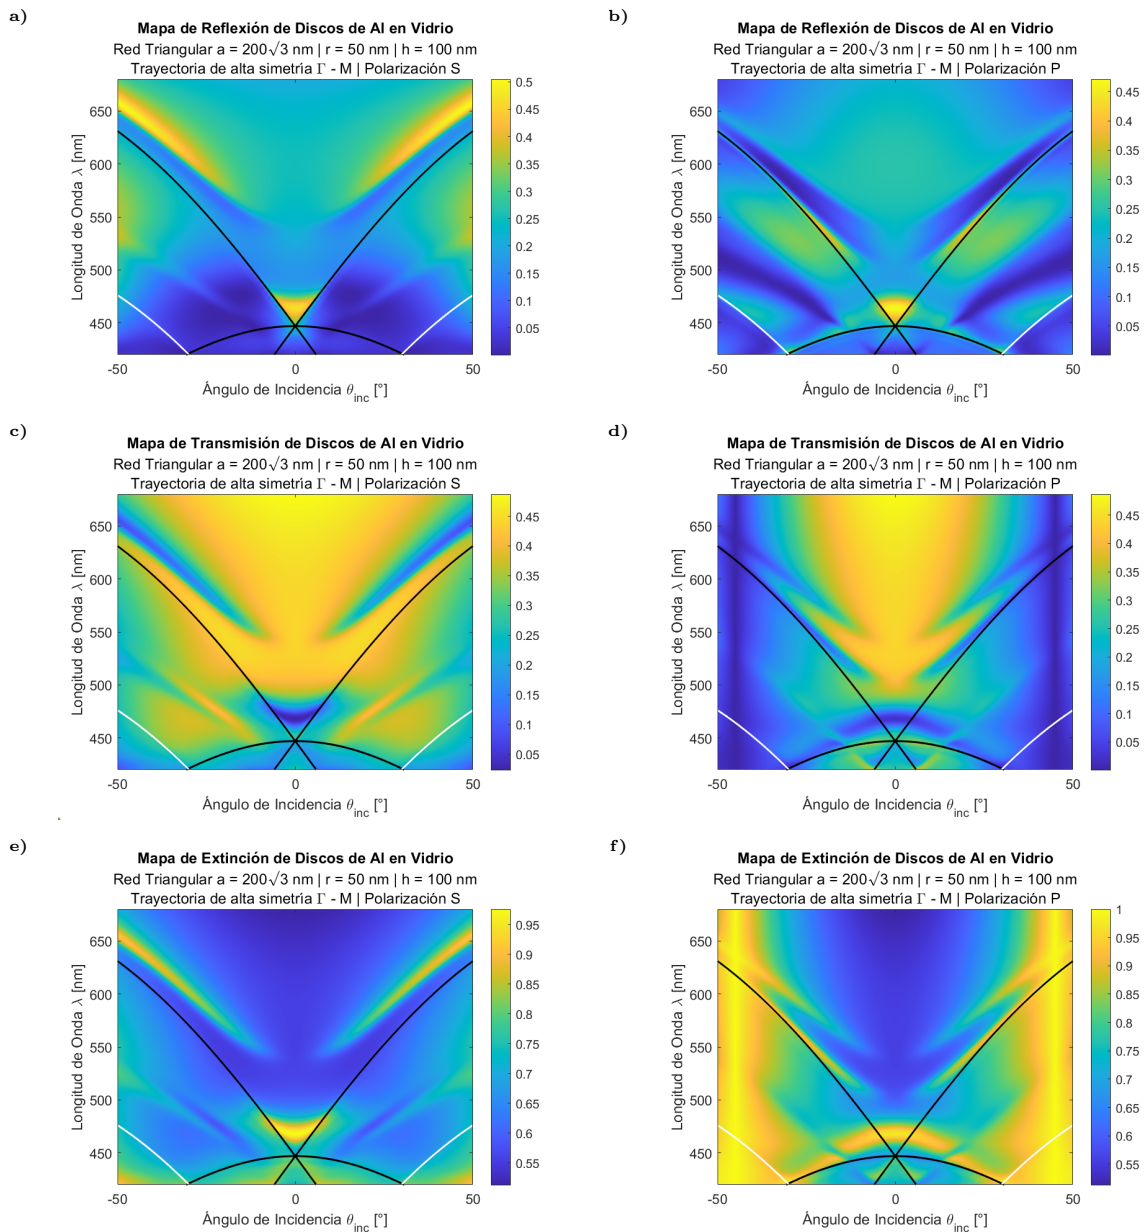 a)
Mapa de Reflexión de Discos de Al en Vidrio
Red Triangular a = 200√3 nm | r = 50 nm | h = 100 nm
Trayectoria de alta simetrìa Γ - M | Polarización S
Longitud de Onda λ [nm]
650
600
550
500
450
-50
0
50
Ángulo de Incidencia θinc [°]
0.5
0.45
0.4
0.35
0.3
0.25
0.2
0.15
0.1
0.05
b)
Mapa de Reflexión de Discos de Al en Vidrio
Red Triangular a = 200√3 nm | r = 50 nm | h = 100 nm
Trayectoria de alta simetrìa Γ - M | Polarización P
Longitud de Onda λ [nm]
650
600
550
500
450
-50
0
50
Ángulo de Incidencia θinc [°]
0.45
0.4
0.35
0.3
0.25
0.2
0.15
0.1
0.05
c)
Mapa de Transmisión de Discos de Al en Vidrio
Red Triangular a = 200√3 nm | r = 50 nm | h = 100 nm
Trayectoria de alta simetrìa Γ - M | Polarización S
Longitud de Onda λ [nm]
650
600
550
500
450
-50
0
50
Ángulo de Incidencia θinc [°]
0.45
0.4
0.35
0.3
0.25
0.2
0.15
0.1
0.05
d)
Mapa de Transmisión de Discos de Al en Vidrio
Red Triangular a = 200√3 nm | r = 50 nm | h = 100 nm
Trayectoria de alta simetrìa Γ - M | Polarización P
Longitud de Onda λ [nm]
650
600
550
500
450
-50
0
50
Ángulo de Incidencia θinc [°]
0.45
0.4
0.35
0.3
0.25
0.2
0.15
0.1
0.05
e)
Mapa de Extinción de Discos de Al en Vidrio
Red Triangular a = 200√3 nm | r = 50 nm | h = 100 nm
Trayectoria de alta simetrìa Γ - M | Polarización S
Longitud de Onda λ [nm]
650
600
550
500
450
-50
0
50
Ángulo de Incidencia θinc [°]
0.95
0.9
0.85
0.8
0.75
0.7
0.65
0.6
0.55
f)
Mapa de Extinción de Discos de Al en Vidrio
Red Triangular a = 200√3 nm | r = 50 nm | h = 100 nm
Trayectoria de alta simetrìa Γ - M | Polarización P
Longitud de Onda λ [nm]
650
600
550
500
450
-50
0
50
Ángulo de Incidencia θinc [°]
1
0.95
0.9
0.85
0.8
0.75
0.7
0.65
0.6
0.55